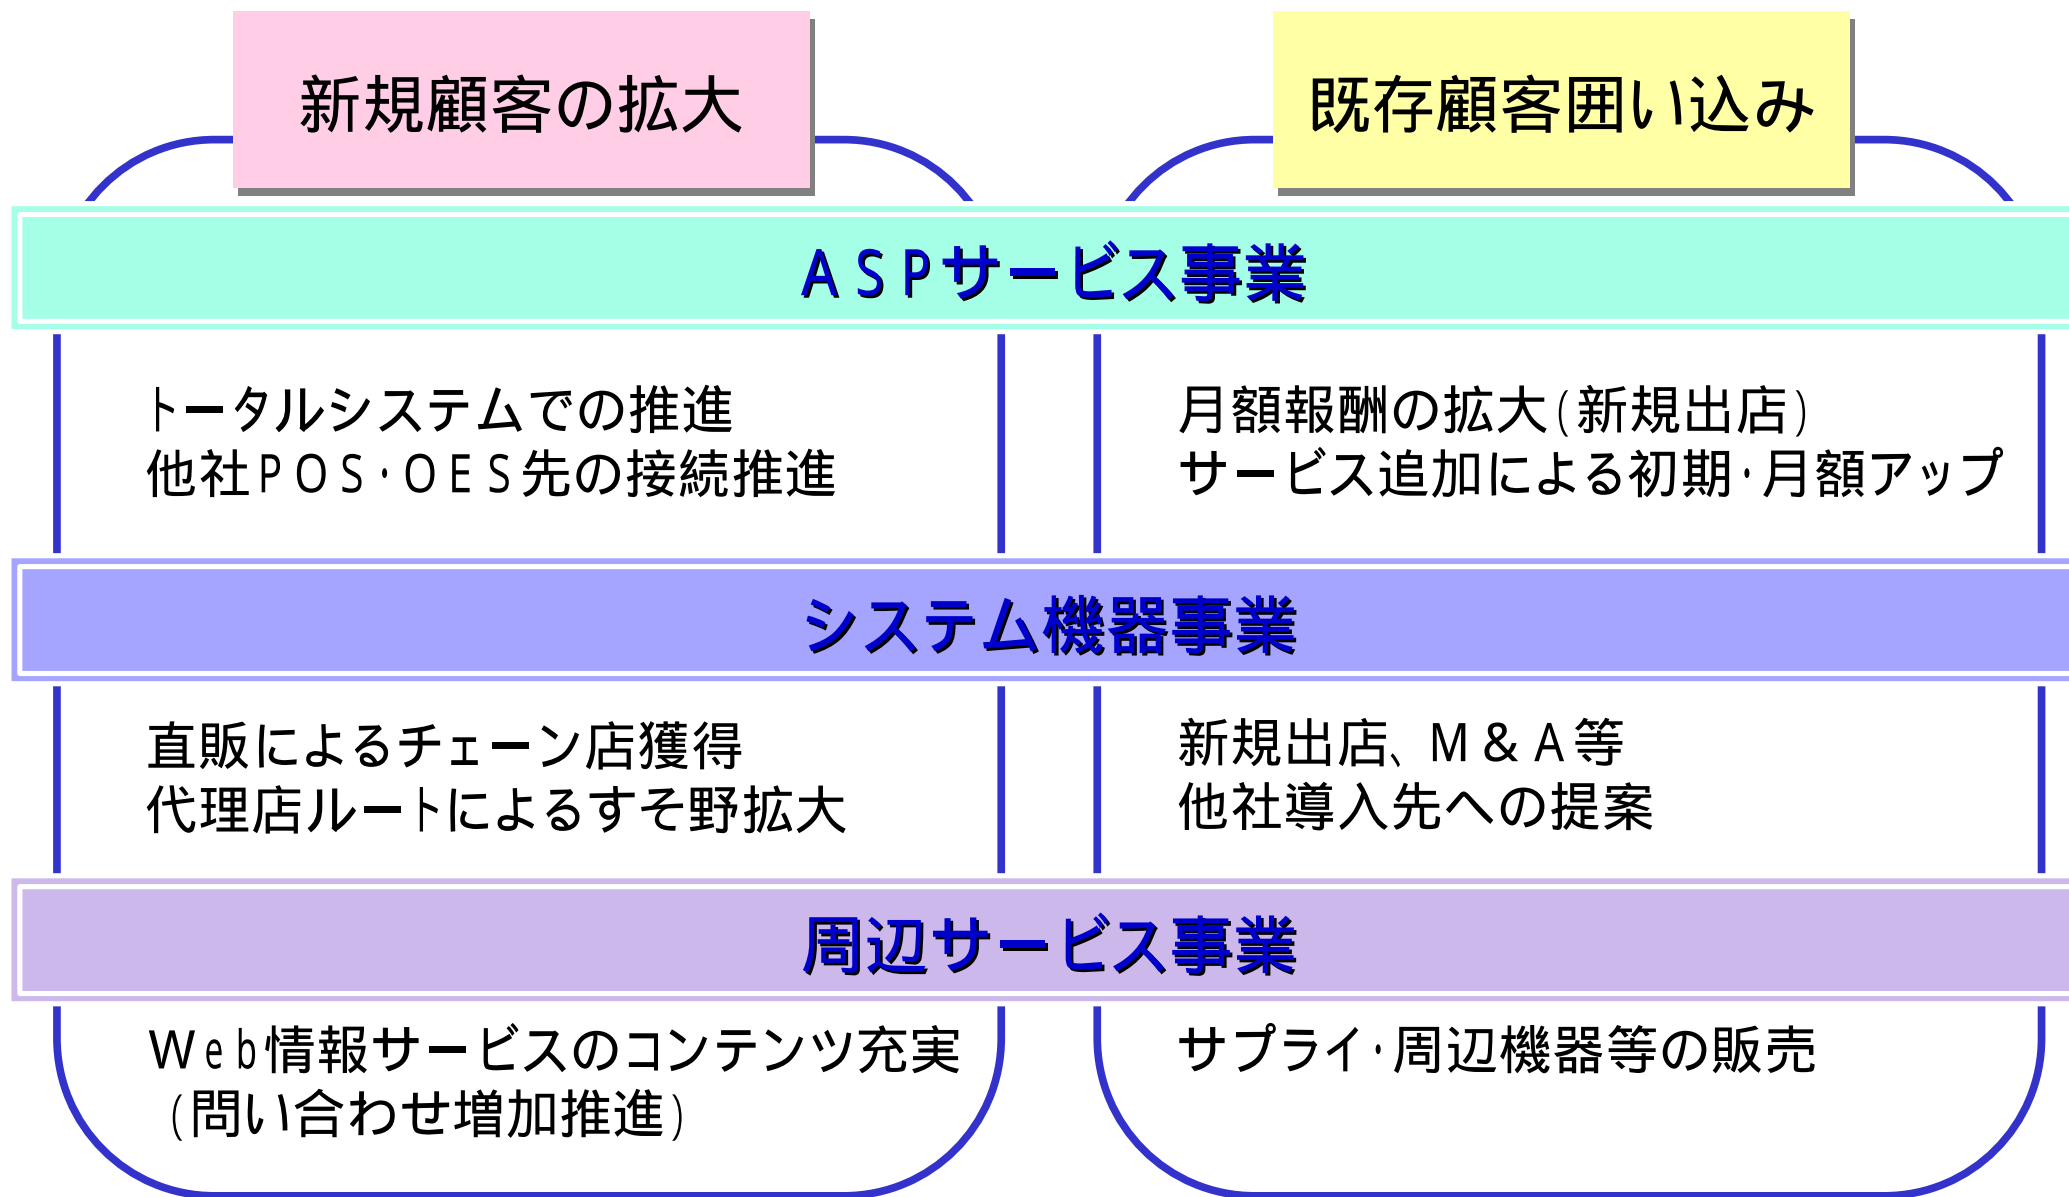 新規顧客の拡大
既存顧客囲い込み
ASPサービス事業
トータルシステムでの推進
他社POS・OES先の接続推進
月額報酬の拡大(新規出店)
サービス追加による初期・月額アップ
システム機器事業
直販によるチェーン店獲得
代理店ルートによるすそ野拡大
新規出店、M&A等
他社導入先への提案
周辺サービス事業
Web情報サービスのコンテンツ充実
(問い合わせ増加推進)
サプライ・周辺機器等の販売